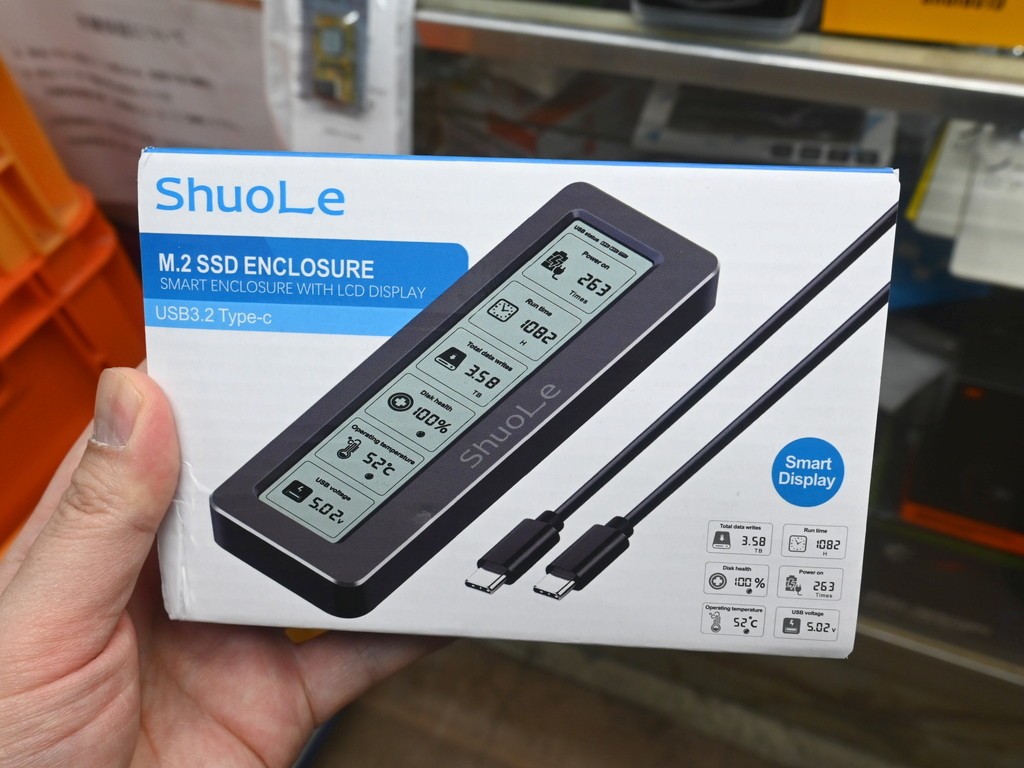 ShuoLe
M.2 SSD ENCLOSURE
SMART ENCLOSURE WITH LCD DISPLAY
USB3.2 Type-c
USB status
Power on
263
Times
Run time
1082
H
Total data writes
3.58
TB
Disk health
100%
Operating temperature
52℃
USB voltage
5.02v
ShuoLe
Smart
Display
Total data writes
3.58
TB
Run time
1082
H
Disk health
100 %
Power on
263
Times
Operating temperature
52℃
USB voltage
5.02 v